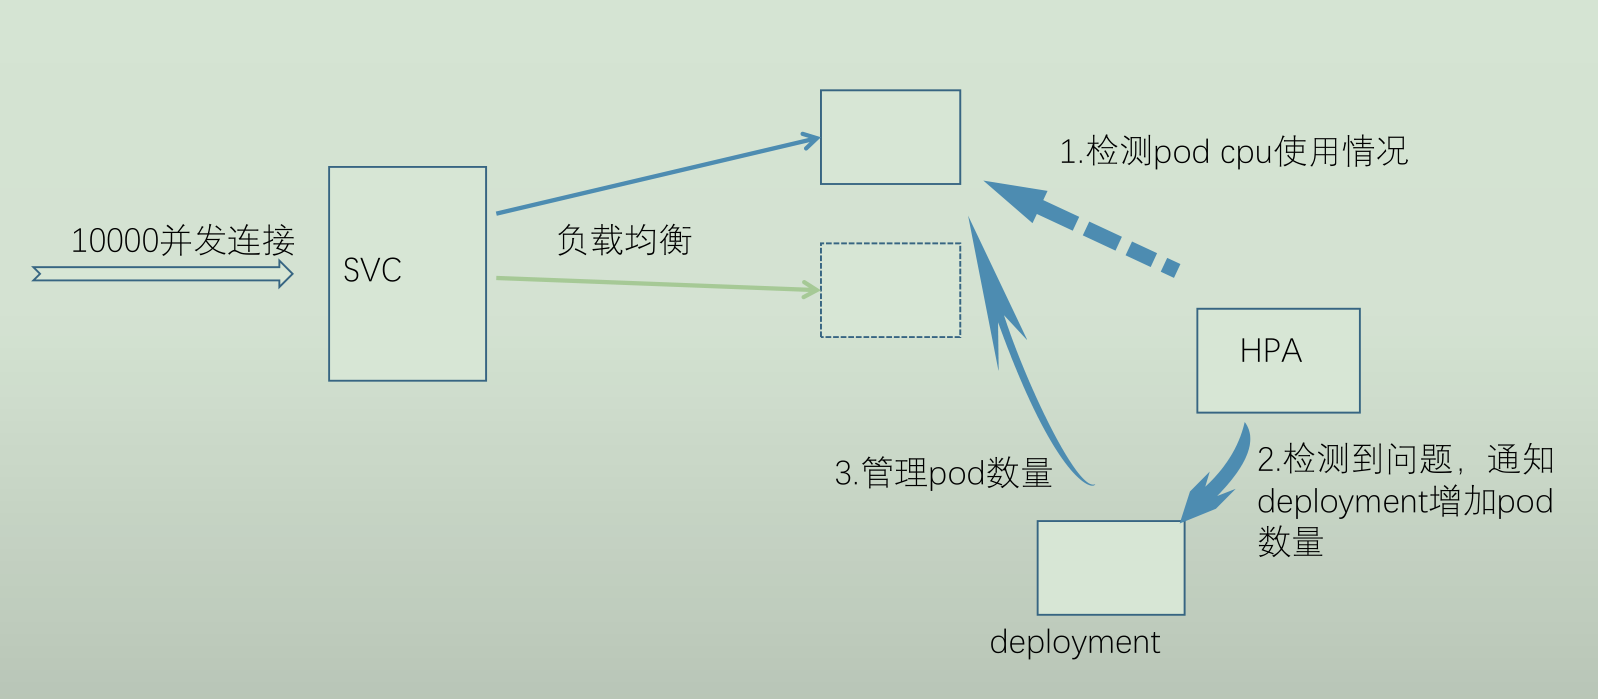 1.检测pod cpu使用情况
10000并发连接
负载均衡
SVC
HPA
3.管理pod数量
2.检测到问题，通知
deployment增加pod
数量
deployment